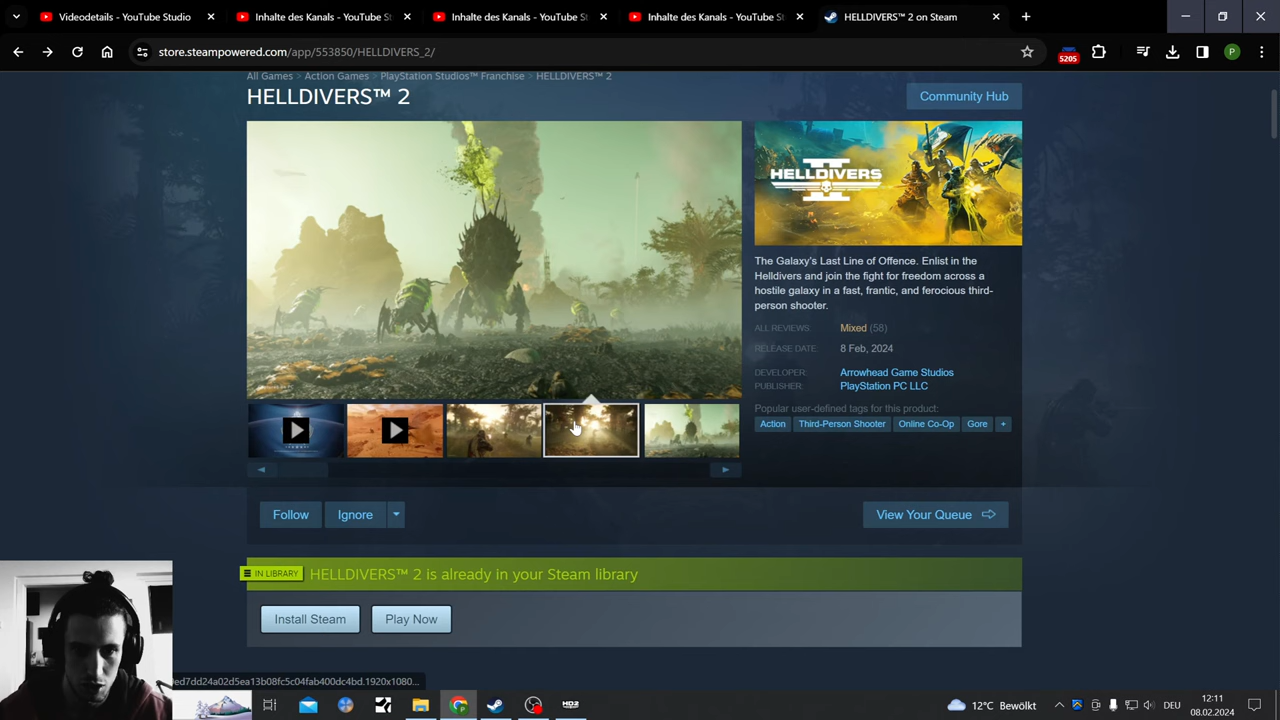 Videodetails - YouTube Studio
Inhalte des Kanals - YouTube St
Inhalte des Kanals - YouTube St
Inhalte des Kanals - YouTube St
HELLDIVERS™ 2 on Steam
store.steampowered.com/app/553850/HELLDIVERS_2/
5205
P
All Games > Action Games > PlayStation Studios™ Franchise > HELLDIVERS™ 2
HELLDIVERS™ 2
Community Hub
HELLDIVERS
II
The Galaxy's Last Line of Offence. Enlist in the
Helldivers and join the fight for freedom across a
hostile galaxy in a fast, frantic, and ferocious third-
person shooter.
ALL REVIEWS: Mixed (58)
RELEASE DATE: 8 Feb, 2024
DEVELOPER: Arrowhead Game Studios
PUBLISHER: PlayStation PC LLC
Popular user-defined tags for this product:
Action Third-Person Shooter Online Co-Op Gore +
Follow
Ignore
View Your Queue
IN LIBRARY
HELLDIVERS™ 2 is already in your Steam library
Install Steam
Play Now
ed7dd24a02d5ea13b08fc5c04fab400dc4bd.1920x1080...
HD2
12°C Bewölkt
DEU
12:11
08.02.2024